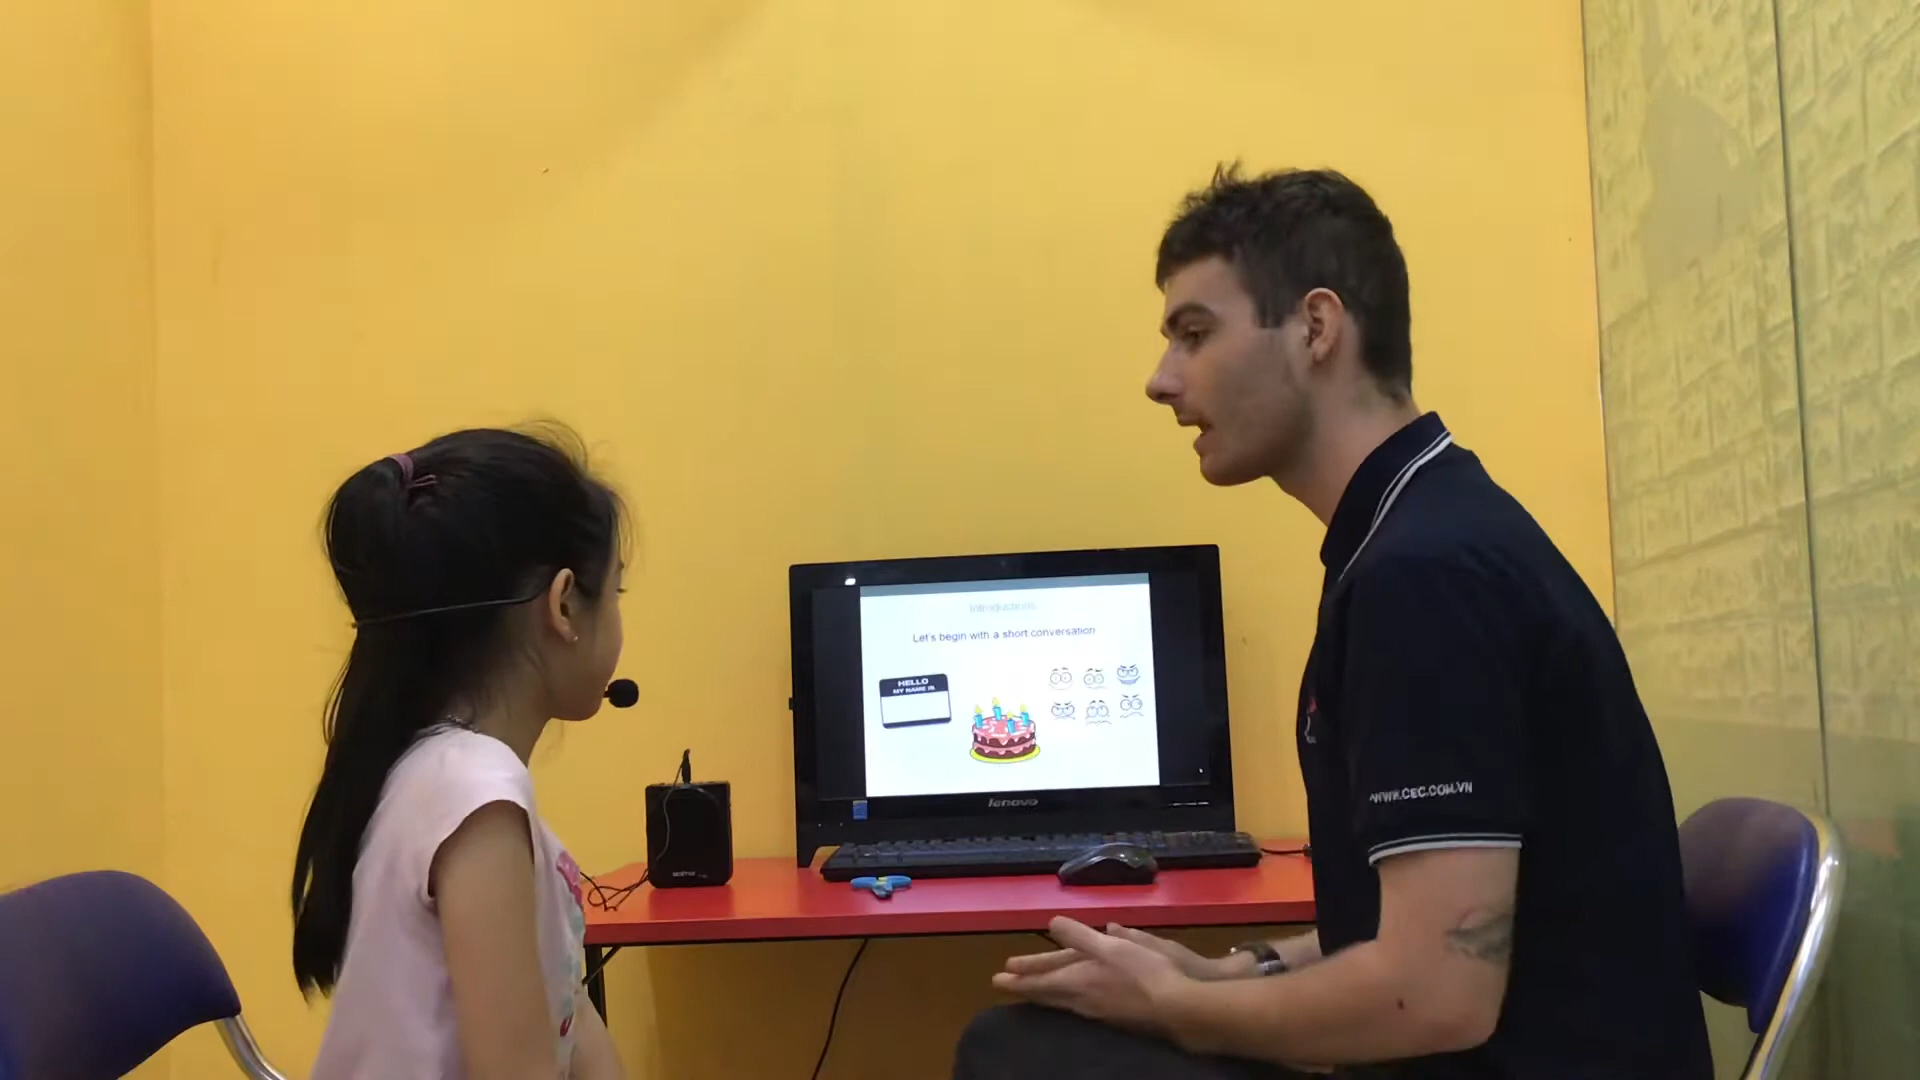 Introductions
Let's begin with a short conversation
HELLO
MY NAME IS
lenovo
WWW.CEC.COM.VN